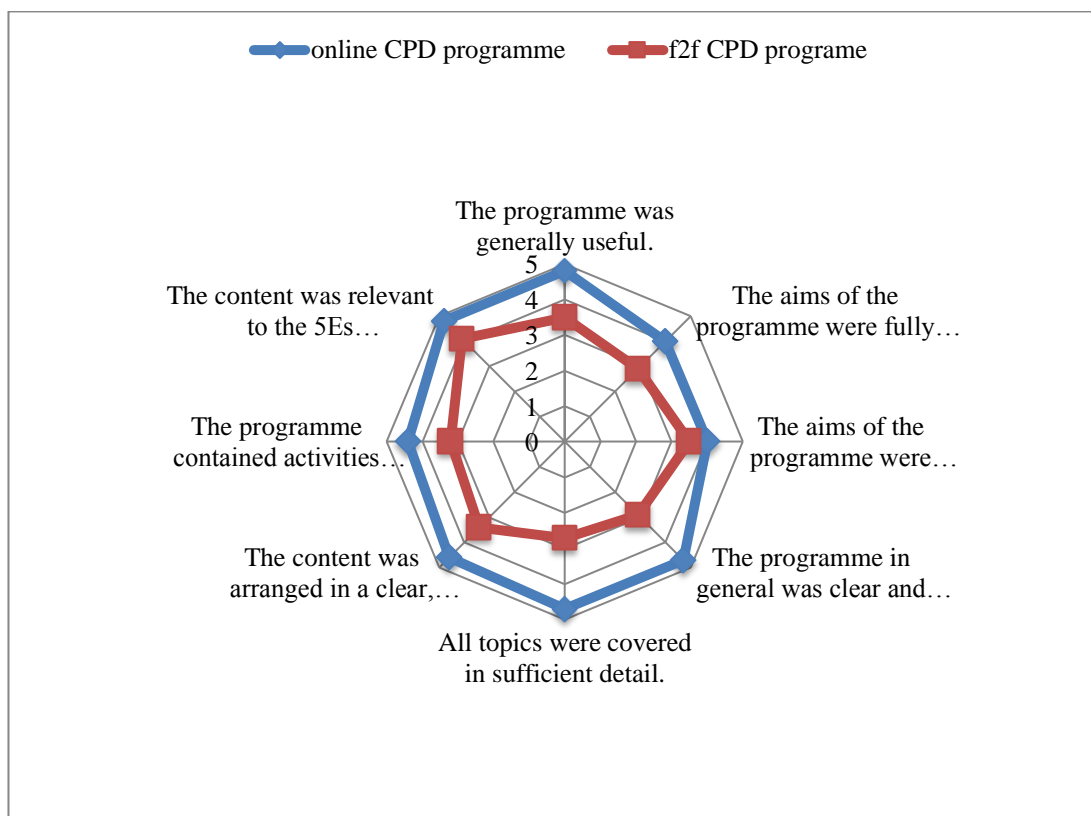 online CPD programme
f2f CPD programe
The programme was
generally useful.
The aims of the
programme were fully…
The aims of the
programme were…
The programme in
general was clear and…
All topics were covered
in sufficient detail.
The content was
arranged in a clear,…
The programme
contained activities…
The content was relevant
to the 5Es…
5
4
3
2
1
0